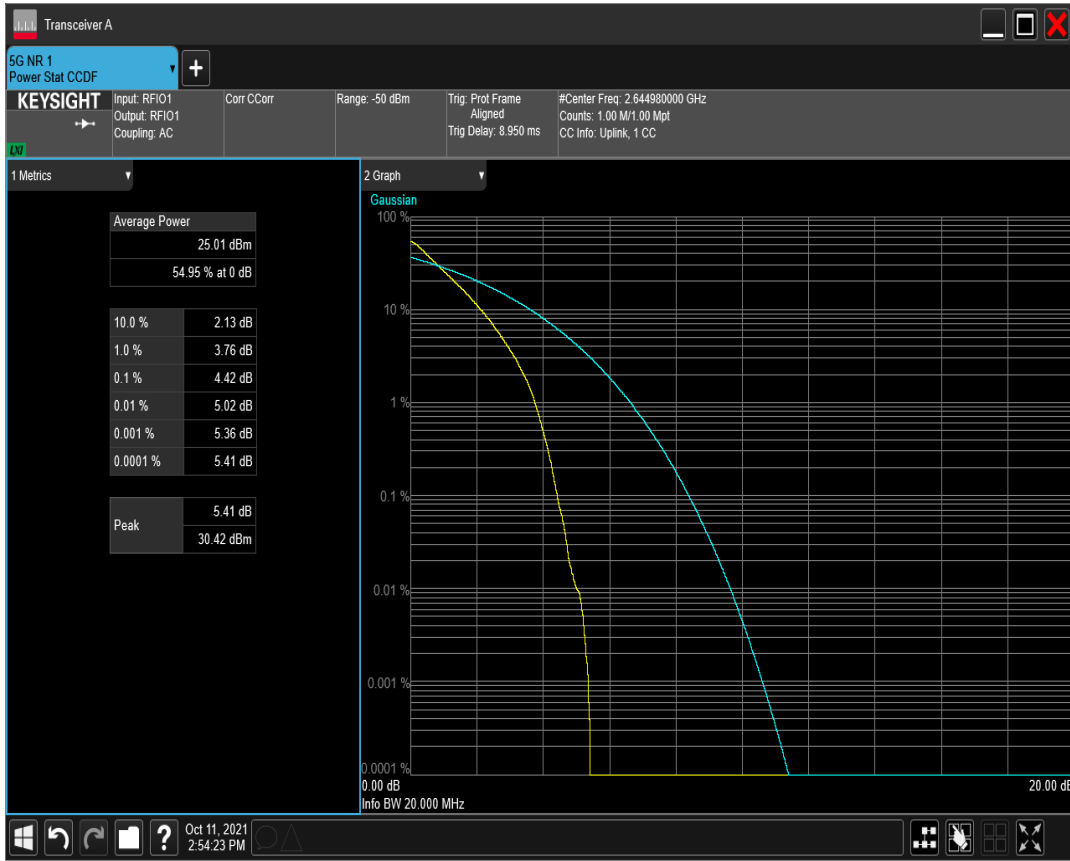 Transceiver A
5G NR 1
Power Stat CCDF
+
KEYSIGHT
LXI
Input: RFIO1
Output: RFIO1
Coupling: AC
Corr CCorr
Range: -50 dBm
Trig: Prot Frame
Aligned
Trig Delay: 8.950 ms
#Center Freq: 2.644980000 GHz
Counts: 1.00 M/1.00 Mpt
CC Info: Uplink, 1 CC
1 Metrics
Average Power
25.01 dBm
54.95 % at 0 dB
10.0 % 2.13 dB
1.0 % 3.76 dB
0.1 % 4.42 dB
0.01 % 5.02 dB
0.001 % 5.36 dB
0.0001 % 5.41 dB
Peak
5.41 dB
30.42 dBm
2 Graph
Gaussian
100 %
10 %
1 %
0.1 %
0.01 %
0.001 %
0.0001 %
0.00 dB 20.00 dB
Info BW 20.000 MHz
?
Oct 11, 2021
2:54:23 PM